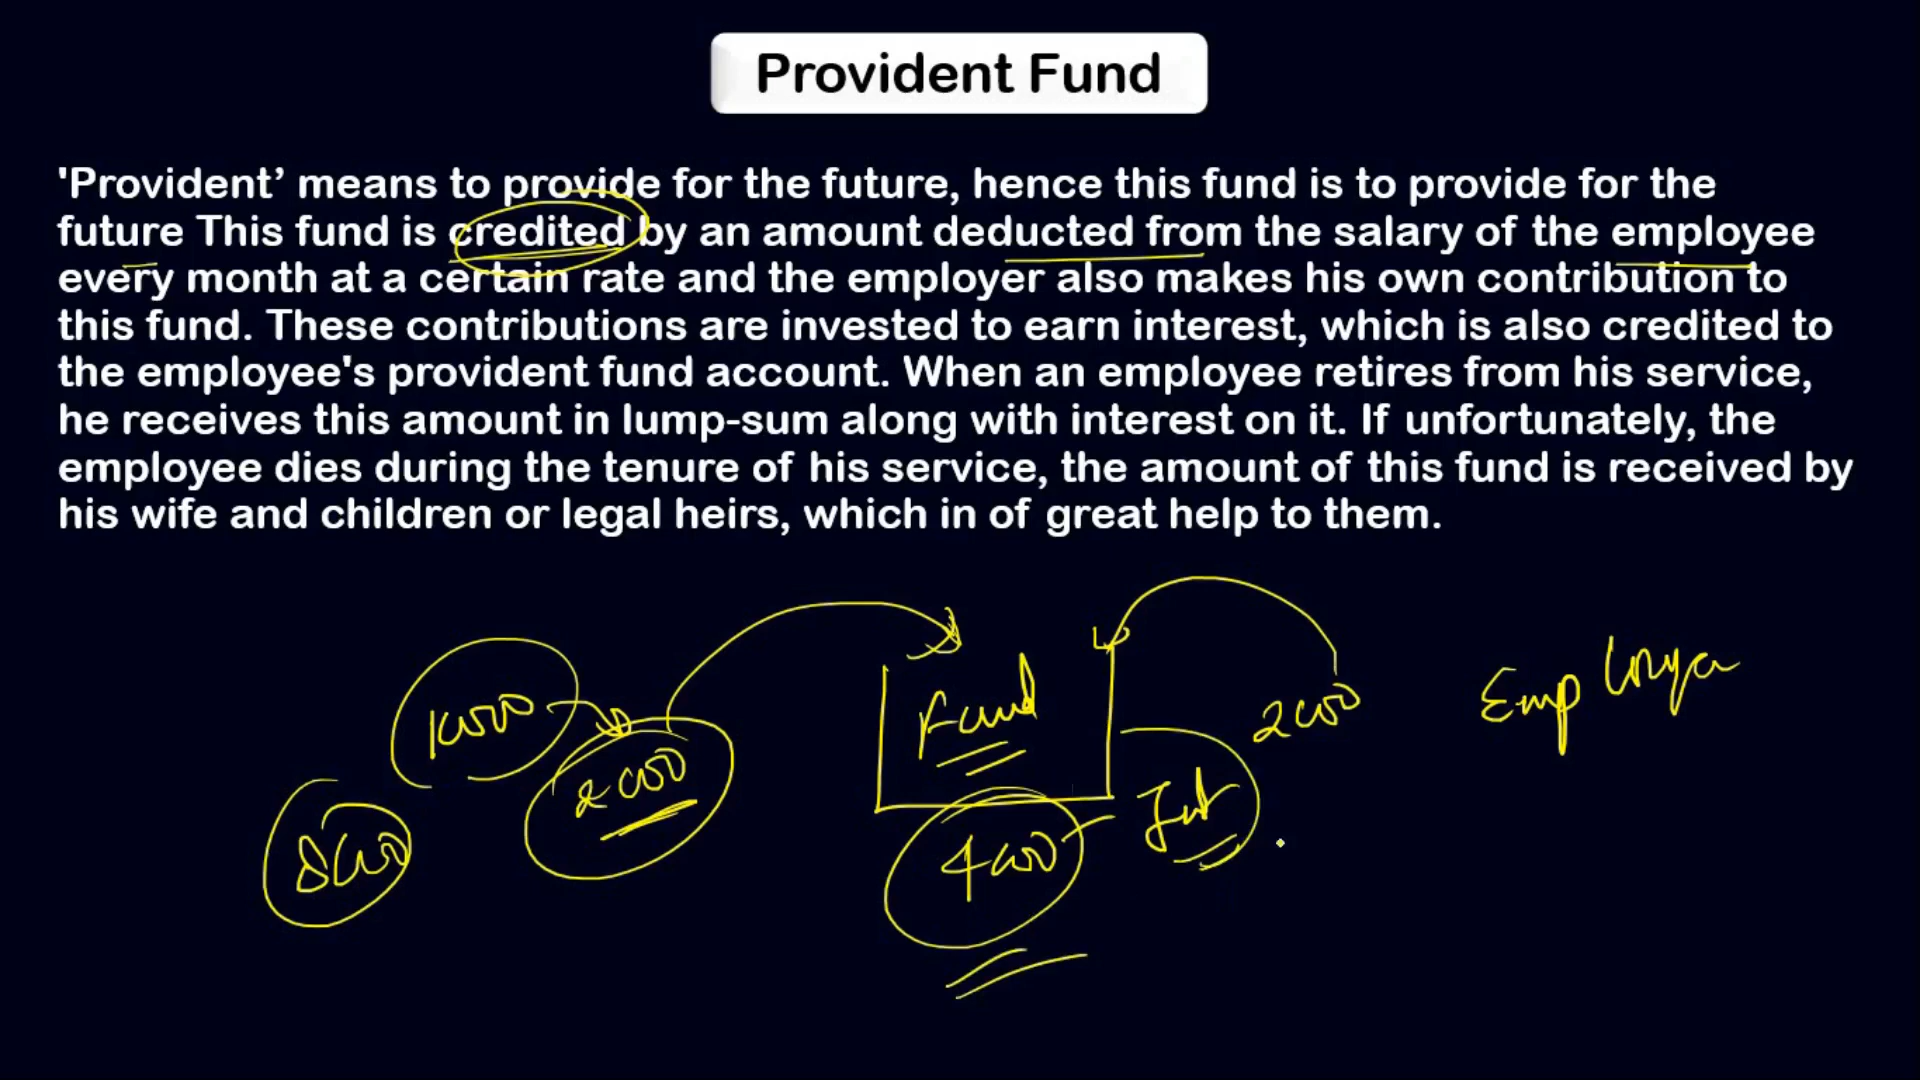 Provident Fund
'Provident’ means to provide for the future, hence this fund is to provide for the
future This fund is credited by an amount deducted from the salary of the employee
every month at a certain rate and the employer also makes his own contribution to
this fund. These contributions are invested to earn interest, which is also credited to
the employee's provident fund account. When an employee retires from his service,
he receives this amount in lump-sum along with interest on it. If unfortunately, the
employee dies during the tenure of his service, the amount of this fund is received by
his wife and children or legal heirs, which in of great help to them.
Fund
2000
2000
4000
Int
8000